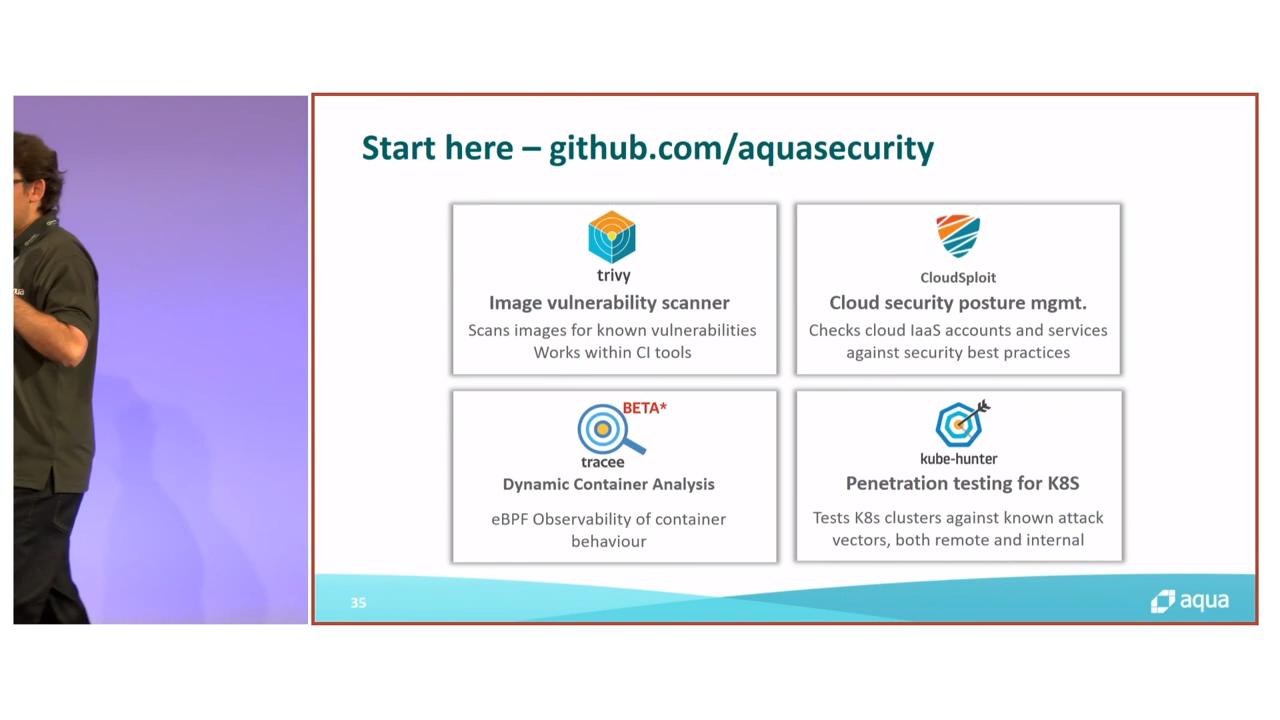 Start here – github.com/aquasecurity
trivy
Image vulnerability scanner
Scans images for known vulnerabilities
Works within CI tools
CloudSploit
Cloud security posture mgmt.
Checks cloud IaaS accounts and services
against security best practices
BETA*
tracee
Dynamic Container Analysis
eBPF Observability of container
behaviour
kube-hunter
Penetration testing for K8S
Tests K8s clusters against known attack
vectors, both remote and internal
35
aqua